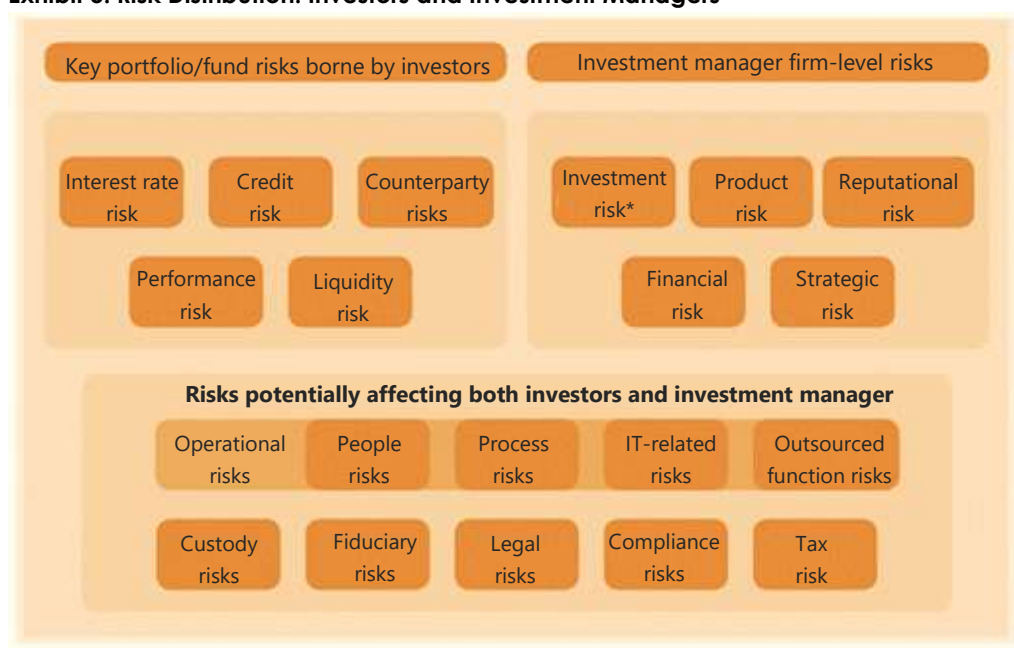 Key portfolio/fund risks borne by investors
Investment manager firm-level risks
Interest rate
risk
Credit
risk
Counterparty
risks
Performance
risk
Liquidity
risk
Investment
risk*
Product
risk
Reputational
risk
Financial
risk
Strategic
risk
Risks potentially affecting both investors and investment manager
Operational
risks
People
risks
Process
risks
IT-related
risks
Outsourced
function risks
Custody
risks
Fiduciary
risks
Legal
risks
Compliance
risks
Tax
risk